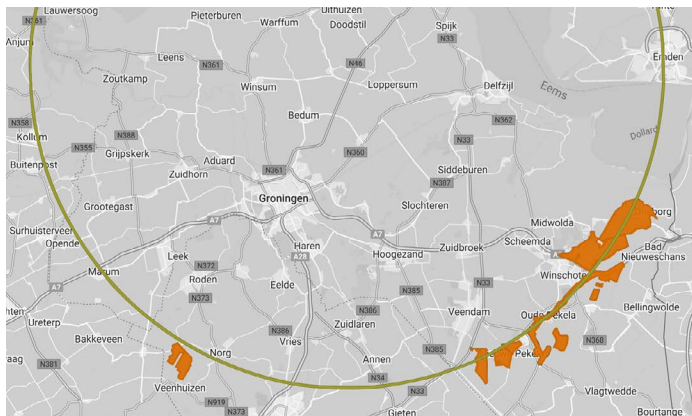 Lauwersoog
Pieterburen
Uithuizen
Warffum
Doodstil
Spijk
N361
N33
Anjum
Leens
N361
N46
Emden
Zoutkamp
Winsum
Loppersum
Delfzijl
Eems
Bedum
N358
N362
Kollum
N388
N33
Dollard
N355
Grijpskerk
Aduard
N360
Buitenpost
Zuidhorn
N361
Siddeburen
N387
Groningen
Slochteren
Grootegast
A7
Midwolda
Surhuisterveen
Opende
Haren
A7
Zuidbroek
Scheemda
A
Bad
Nieuweschans
Leek
A28
Hoogezand
Marum
N372
Winschoten
A7
Roden
Eelde
N33
N373
N385
Bellingwolde
N386
Veendam
Oude Pekela
Ureterp
N386
Zuidlaren
Bakkeveen
N368
Norg
Vries
N385
Annen
Pekela
N381
Veenhuizen
N34
N33
Vlagtwedde
N919
N373
Gieten
Bourtange